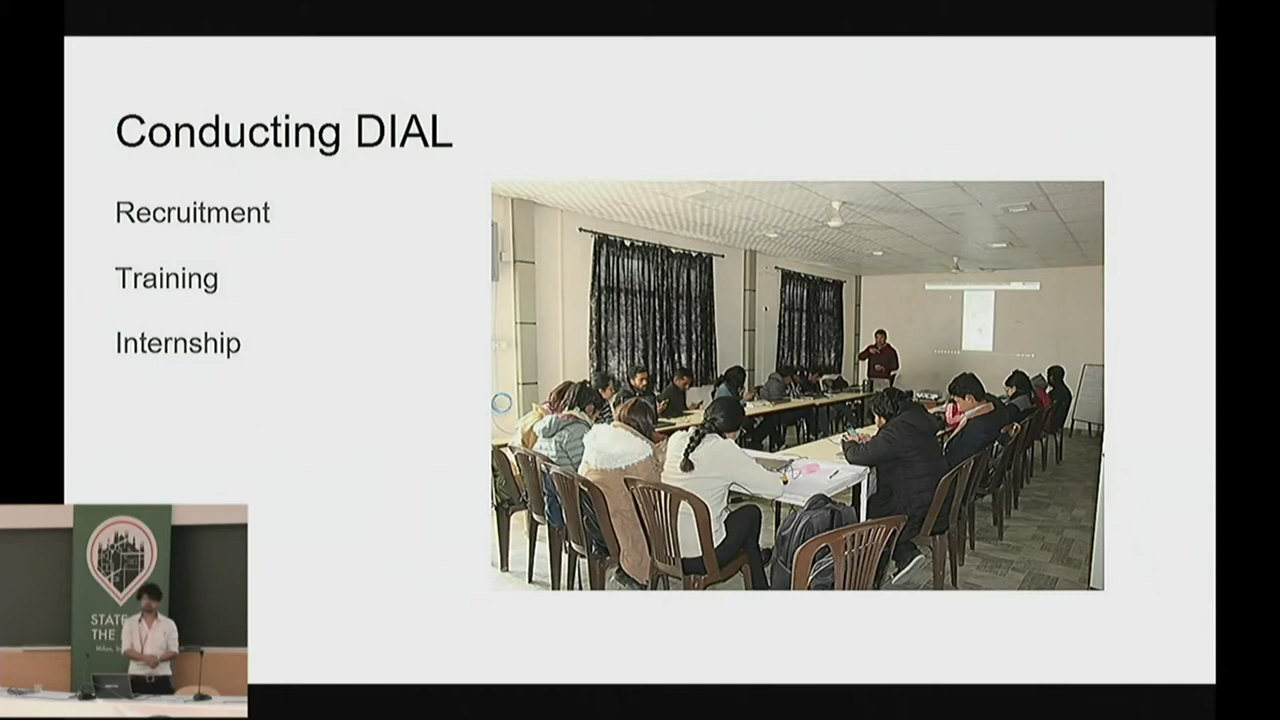 Conducting DIAL
Recruitment
Training
Internship
STATE
THE